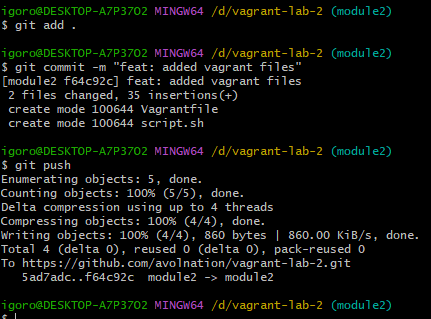 igoro@DESKTOP-A7P37O2 MINGW64 /d/vagrant-lab-2 (module2)
$ git add .
igoro@DESKTOP-A7P37O2 MINGW64 /d/vagrant-lab-2 (module2)
$ git commit -m "feat: added vagrant files"
[module2 f64c92c] feat: added vagrant files
 2 files changed, 35 insertions(+)
 create mode 100644 Vagrantfile
 create mode 100644 script.sh
igoro@DESKTOP-A7P37O2 MINGW64 /d/vagrant-lab-2 (module2)
$ git push
Enumerating objects: 5, done.
Counting objects: 100% (5/5), done.
Delta compression using up to 4 threads
Compressing objects: 100% (4/4), done.
Writing objects: 100% (4/4), 860 bytes | 860.00 KiB/s, done.
Total 4 (delta 0), reused 0 (delta 0), pack-reused 0
To https://github.com/avolnation/vagrant-lab-2.git
   5ad7adc..f64c92c  module2 -> module2
igoro@DESKTOP-A7P37O2 MINGW64 /d/vagrant-lab-2 (module2)
$